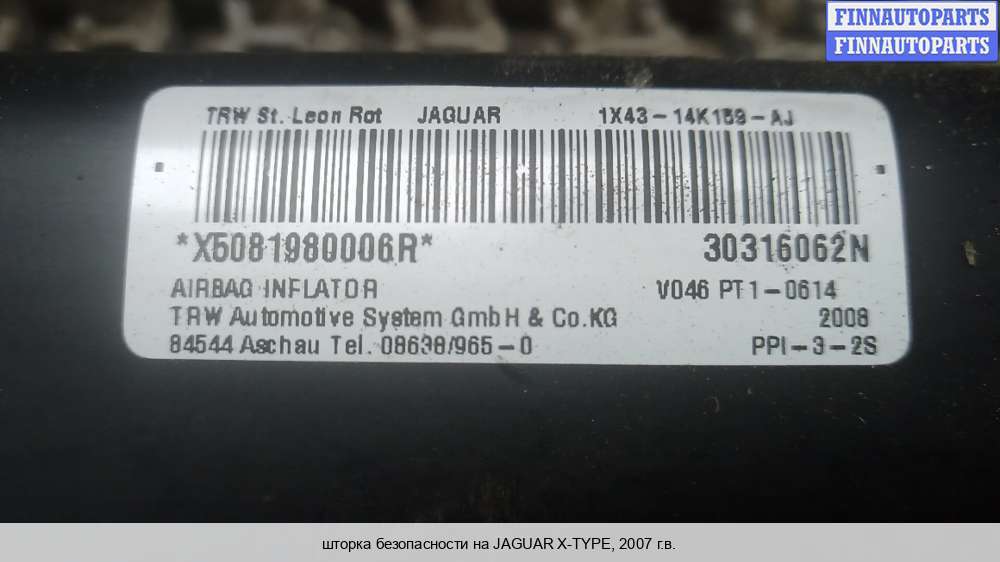 FINNAUTOPARTS
FINNAUTOPARTS
TRW St. Leon Rot JAGUAR 1X43-14K159-AJ
*X5081980006R* 30316062N
AIRBAG INFLATOR V046 PT1-0614
TRW Automotive System GmbH & Co.KG 2008
84544 Aschau Tel. 08638/965-0 PPI-3-2S
шторка безопасности на JAGUAR X-TYPE, 2007 г.в.